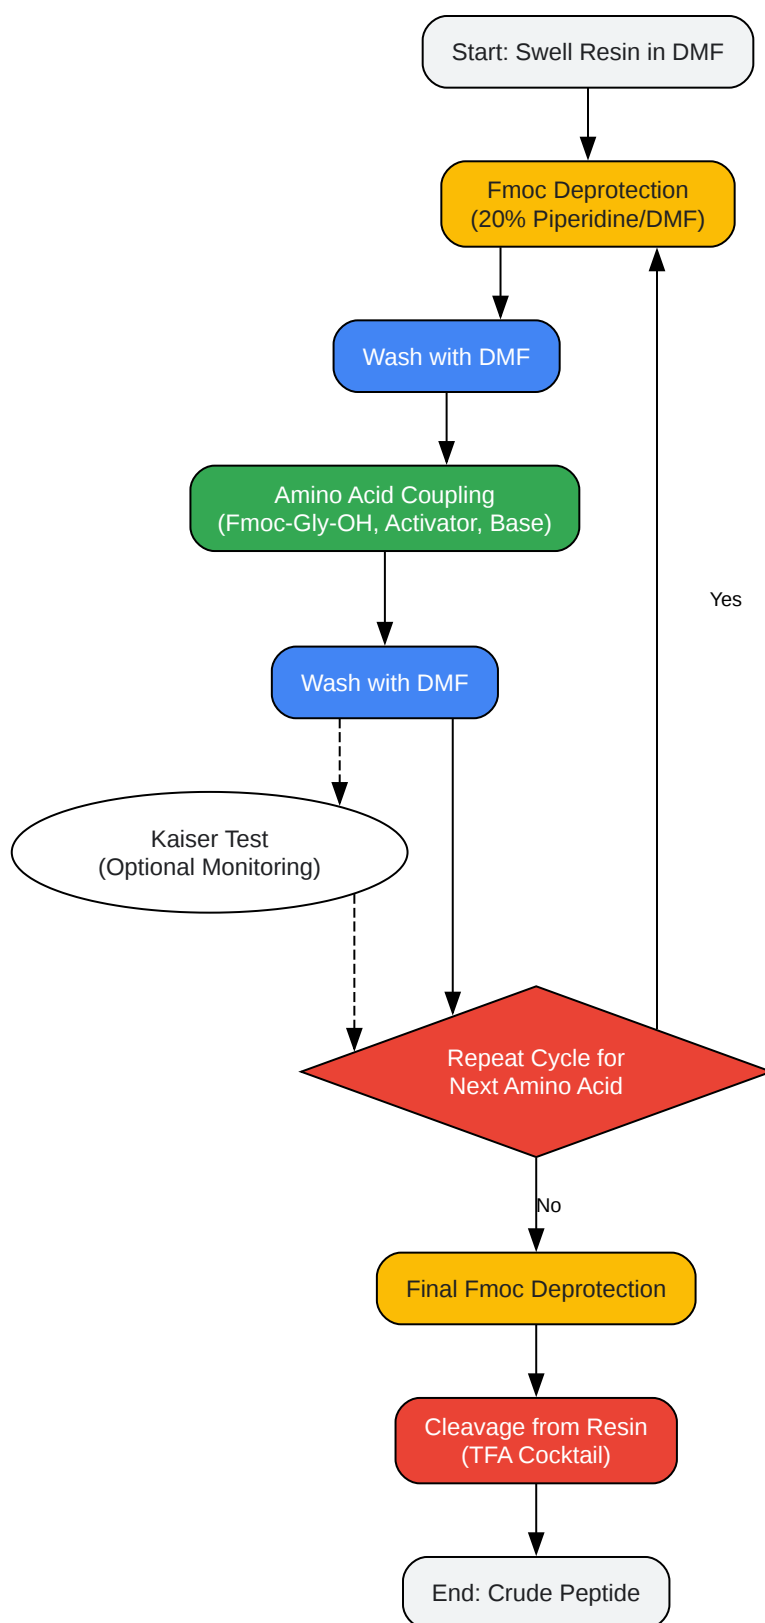 Start: Swell Resin in DMF
Fmoc Deprotection
(20% Piperidine/DMF)
Wash with DMF
Amino Acid Coupling
(Fmoc-Gly-OH, Activator, Base)
Yes
Wash with DMF
Kaiser Test
(Optional Monitoring)
Repeat Cycle for
Next Amino Acid
No
Final Fmoc Deprotection
Cleavage from Resin
(TFA Cocktail)
End: Crude Peptide